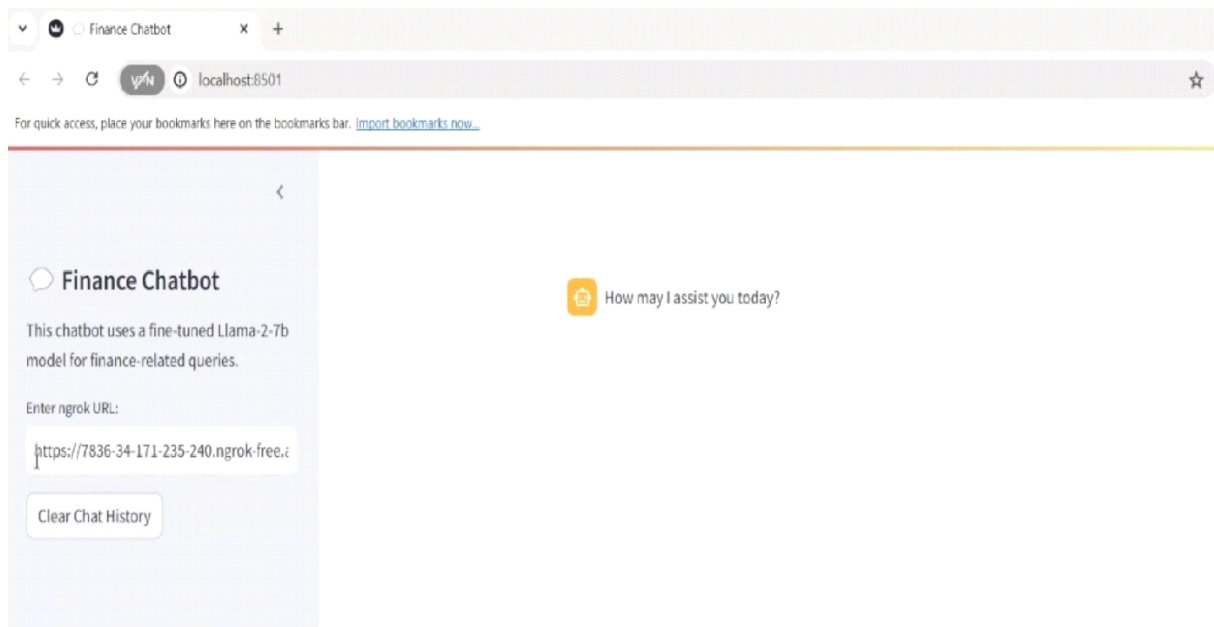 Finance Chatbot
VPN localhost:8501
For quick access, place your bookmarks here on the bookmarks bar. Import bookmarks now...
Finance Chatbot
This chatbot uses a fine-tuned Llama-2-7b
model for finance-related queries.
Enter ngrok URL:
https://7836-34-171-235-240.ngrok-free.a
Clear Chat History
How may I assist you today?